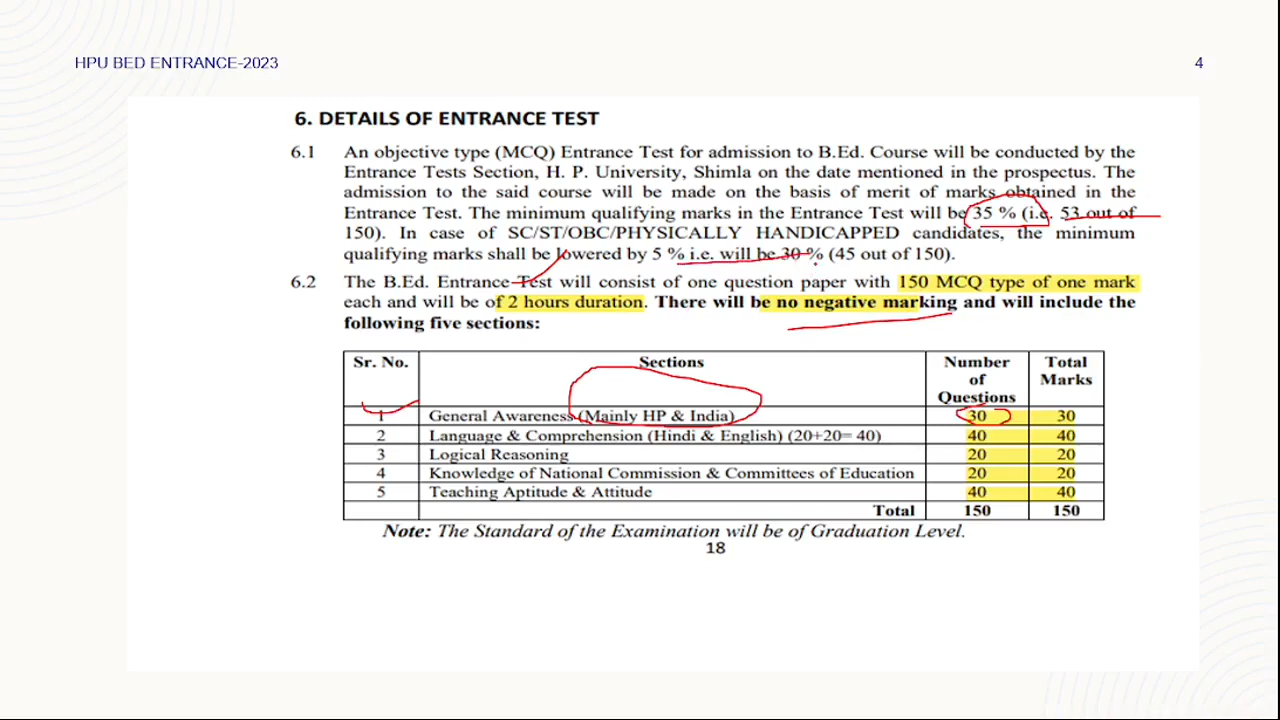 HPU BED ENTRANCE-2023
4
6. DETAILS OF ENTRANCE TEST
6.1 An objective type (MCQ) Entrance Test for admission to B.Ed. Course will be conducted by the
Entrance Tests Section, H. P. University, Shimla on the date mentioned in the prospectus. The
admission to the said course will be made on the basis of merit of marks obtained in the
Entrance Test. The minimum qualifying marks in the Entrance Test will be 35 % (i.e. 53 out of
150). In case of SC/ST/OBC/PHYSICALLY HANDICAPPED candidates, the minimum
qualifying marks shall be lowered by 5 % i.e. will be 30 % (45 out of 150).
6.2 The B.Ed. Entrance Test will consist of one question paper with 150 MCQ type of one mark
each and will be of 2 hours duration. There will be no negative marking and will include the
following five sections:
Sr. No. Sections Number of Questions Total Marks
1 General Awareness (Mainly HP & India) 30 30
2 Language & Comprehension (Hindi & English) (20+20= 40) 40 40
3 Logical Reasoning 20 20
4 Knowledge of National Commission & Committees of Education 20 20
5 Teaching Aptitude & Attitude 40 40
Total 150 150
Note: The Standard of the Examination will be of Graduation Level.
18